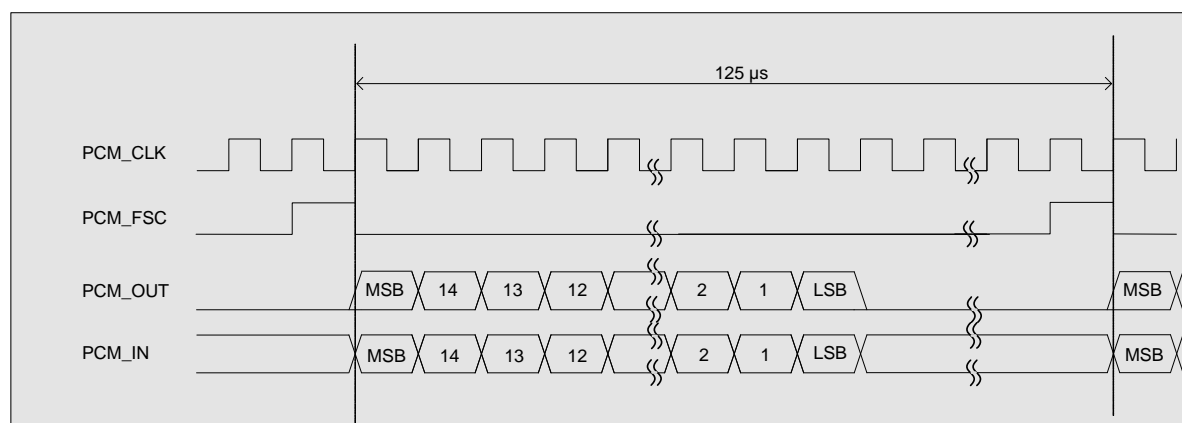 125 µs
PCM_CLK
PCM_FSC
PCM_OUT MSB 14 13 12 2 1 LSB MSB
PCM_IN MSB 14 13 12 2 1 LSB MSB